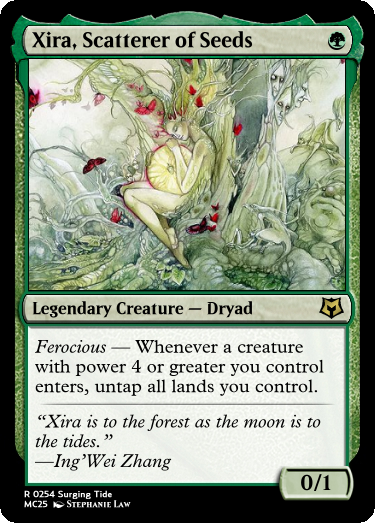 Xira, Scatterer of Seeds
Legendary Creature — Dryad
Ferocious — Whenever a creature
with power 4 or greater you control
enters, untap all lands you control.
“Xira is to the forest as the moon is to
the tides.”
—Ing’Wei Zhang
0/1
R 0254 Surging Tide
MC25 Stephanie Law